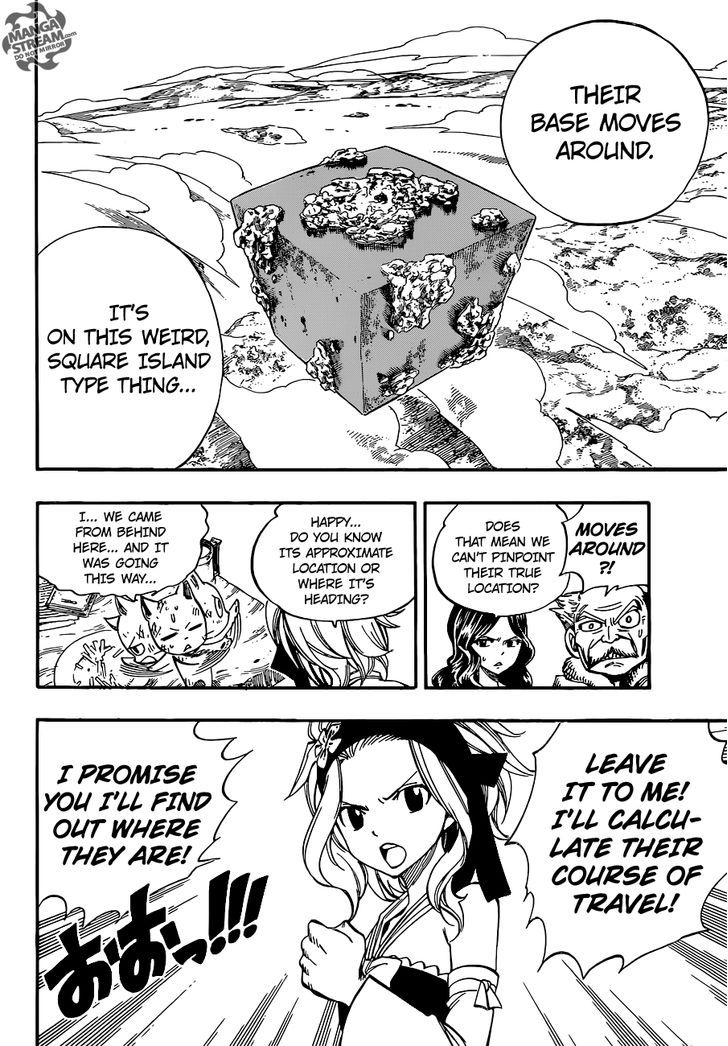 MANGA
STREAM.com
DO NOT MIRROR
THEIR
BASE MOVES
AROUND.
IT'S
ON THIS WEIRD,
SQUARE ISLAND
TYPE THING...
MOVES
AROUND
?!
DOES
THAT MEAN WE
CAN'T PINPOINT
THEIR TRUE
LOCATION?
HAPPY...
DO YOU KNOW
ITS APPROXIMATE
LOCATION OR
WHERE IT'S
HEADING?
I... WE CAME
FROM BEHIND
HERE... AND IT
WAS GOING
THIS WAY...
LEAVE
IT TO ME!
I'LL CALCU-
LATE THEIR
COURSE OF
TRAVEL!
I PROMISE
YOU I'LL FIND
OUT WHERE
THEY ARE!
おおっ!!!